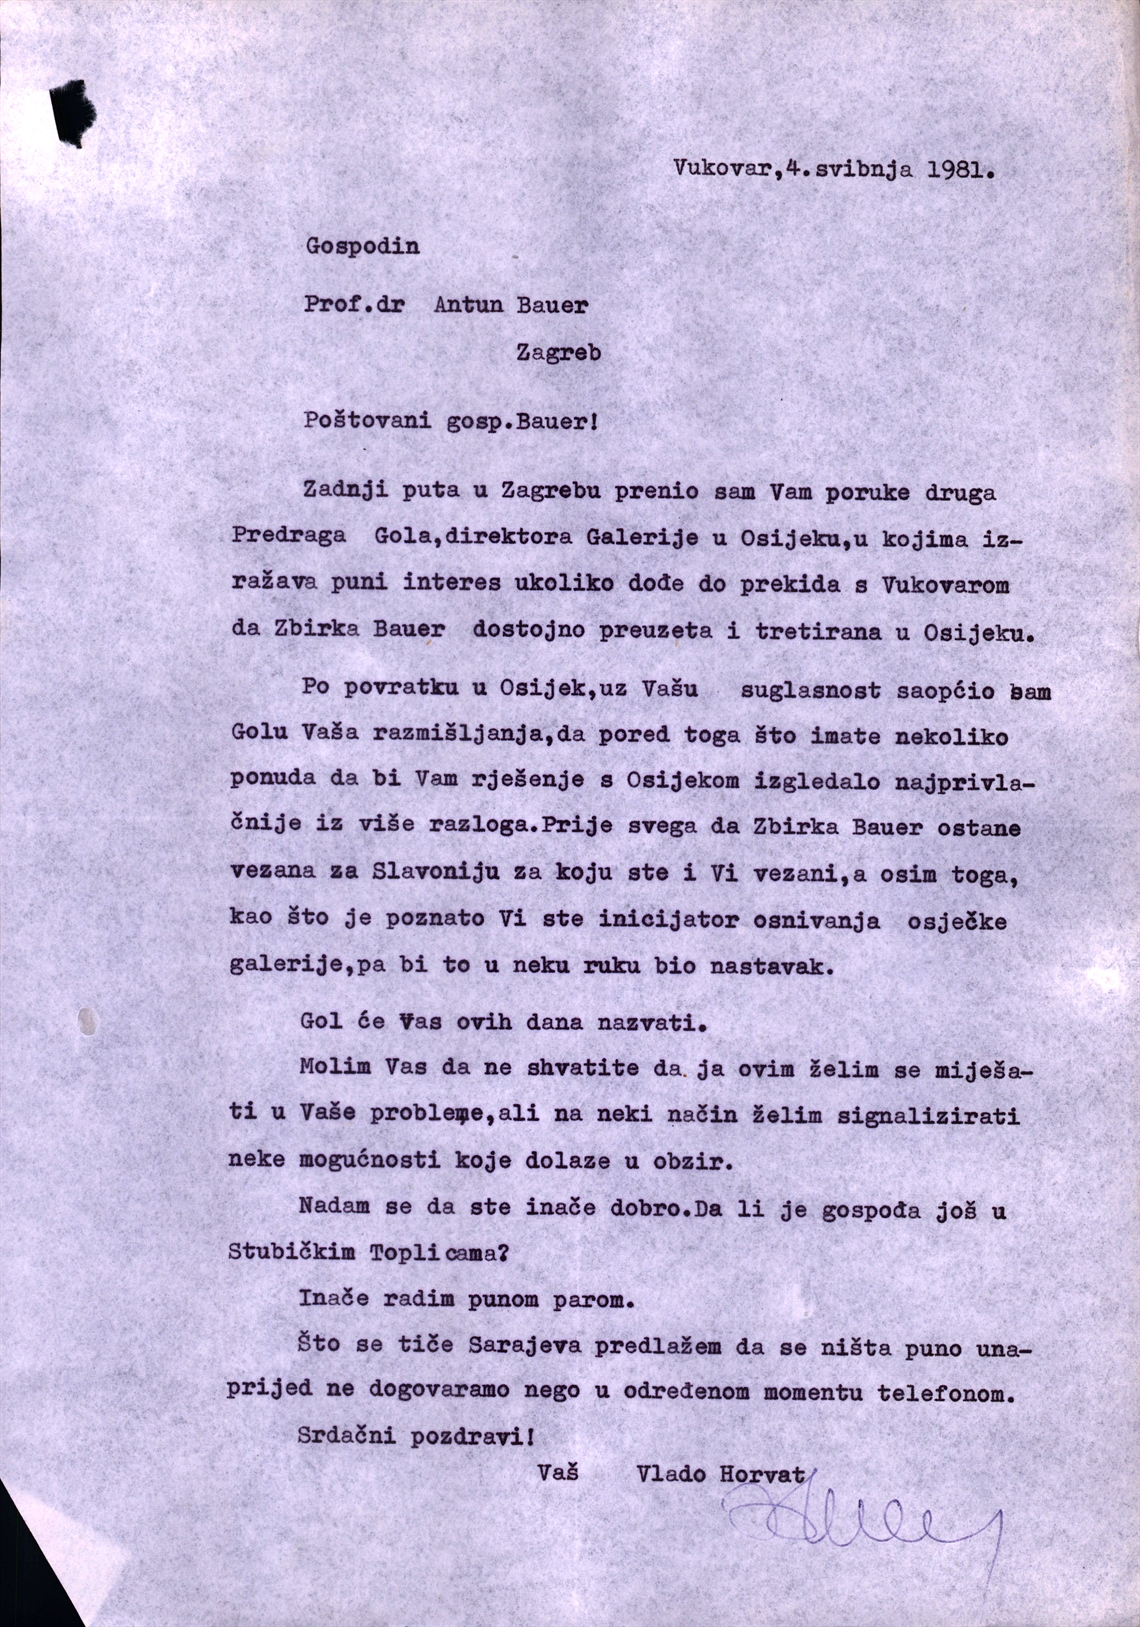 Vukovar,4.svibnja 1981.
Gospodin
Prof.dr Antun Bauer
Zagreb
Poštovani gosp.Bauer!
Zadnji puta u Zagrebu prenio sam Vam poruke druga
Predraga Gola,direktora Galerije u Osijeku,u kojima iz-
ražava puni interes ukoliko dođe do prekida s Vukovarom
da Zbirka Bauer dostojno preuzeta i tretirana u Osijeku.
Po povratku u Osijek,uz Vašu suglasnost saopćio sam
Golu Vaša razmišljanja,da pored toga što imate nekoliko
ponuda da bi Vam rješenje s Osijekom izgledalo najprivla-
čnije iz više razloga.Prije svega da Zbirka Bauer ostane
vezana za Slavoniju za koju ste i Vi vezani,a osim toga,
kao što je poznato Vi ste inicijator osnivanja osječke
galerije,pa bi to u neku ruku bio nastavak.
Gol će Vas ovih dana nazvati.
Molim Vas da ne shvatite da ja ovim želim se miješa-
ti u Vaše probleme,ali na neki način želim signalizirati
neke mogućnosti koje dolaze u obzir.
Nadam se da ste inače dobro.Da li je gospođa još u
Stubičkim Toplicama?
Inače radim punom parom.
Što se tiče Sarajeva predlažem da se ništa puno una-
prijed ne dogovaramo nego u određenom momentu telefonom.
Srdačni pozdravi!
Vaš Vlado Horvat